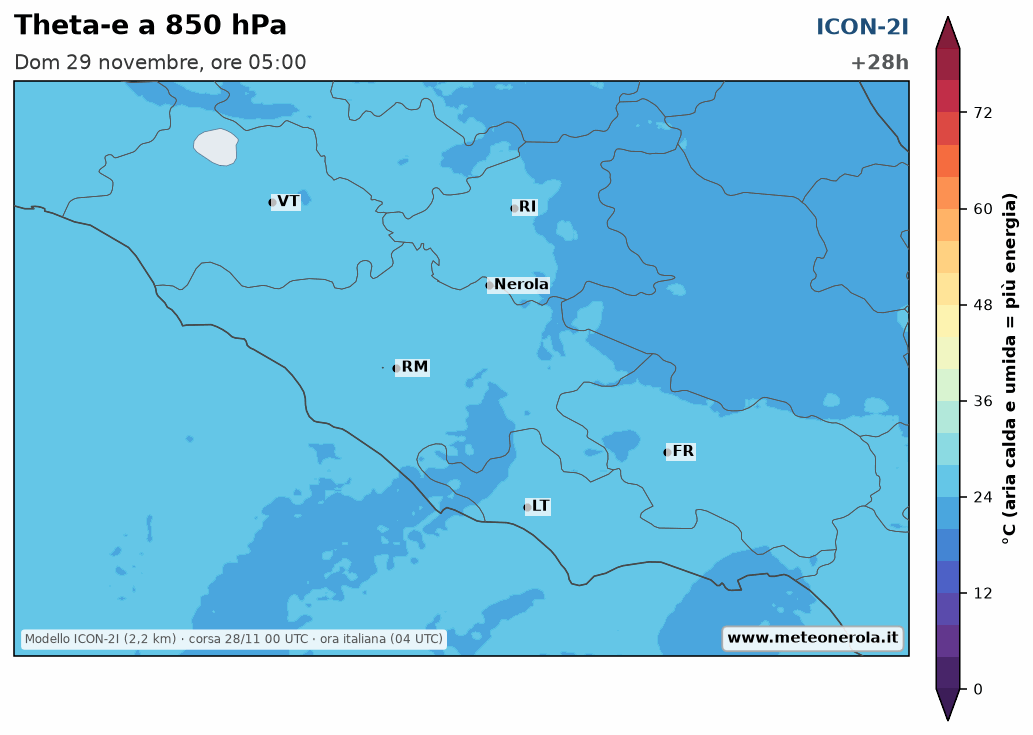 Theta-e a 850 hPa
ICON-2I
Dom 29 novembre, ore 05:00
+28h
VT
RI
Nerola
RM
FR
LT
Modello ICON-2I (2,2 km) · corsa 28/11 00 UTC · ora italiana (04 UTC)
www.meteonerola.it
72
60
48
36
24
12
0
°C (aria calda e umida = più energia)